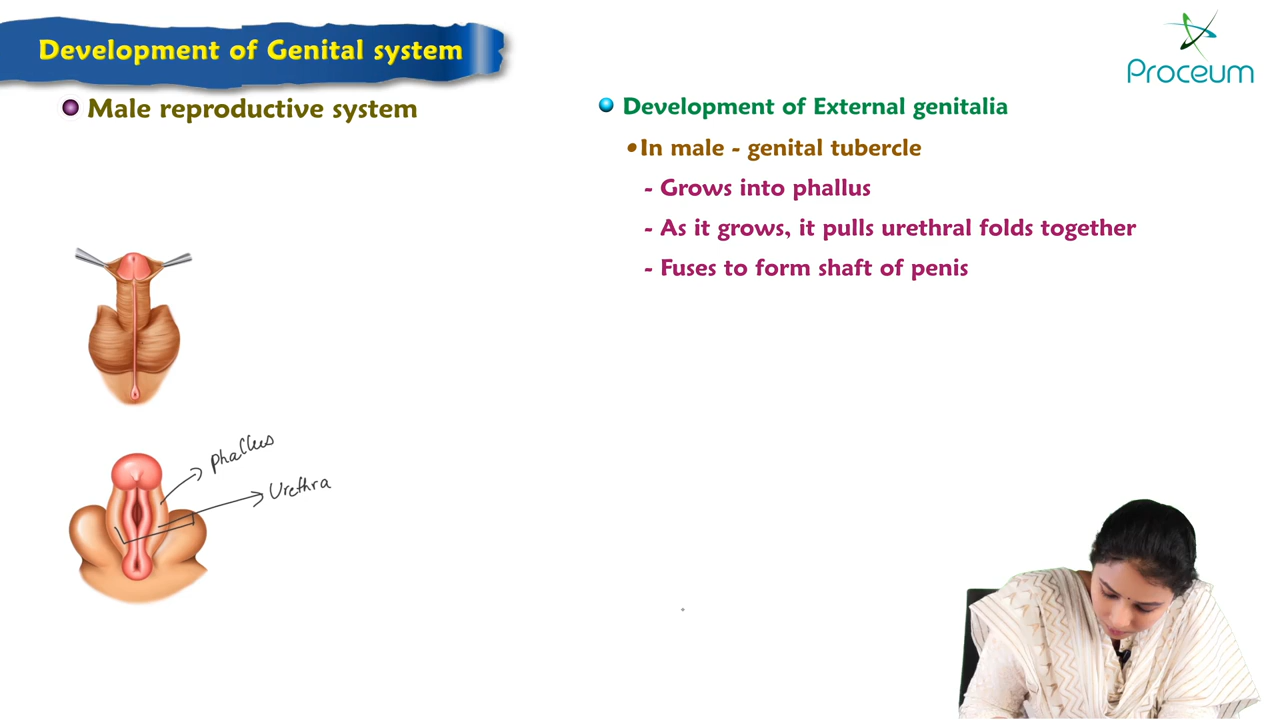 Development of Genital system
Proceum
Male reproductive system
Development of External genitalia
•In male - genital tubercle
- Grows into phallus
- As it grows, it pulls urethral folds together
- Fuses to form shaft of penis
Phallus
Urethra